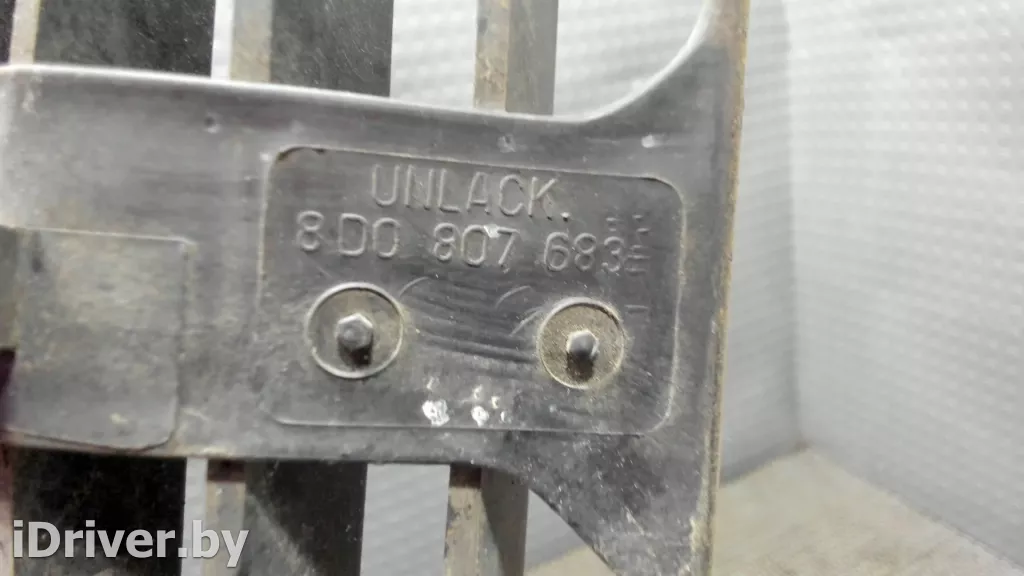 UNLACK.
8D0 807 683
iDriver.by